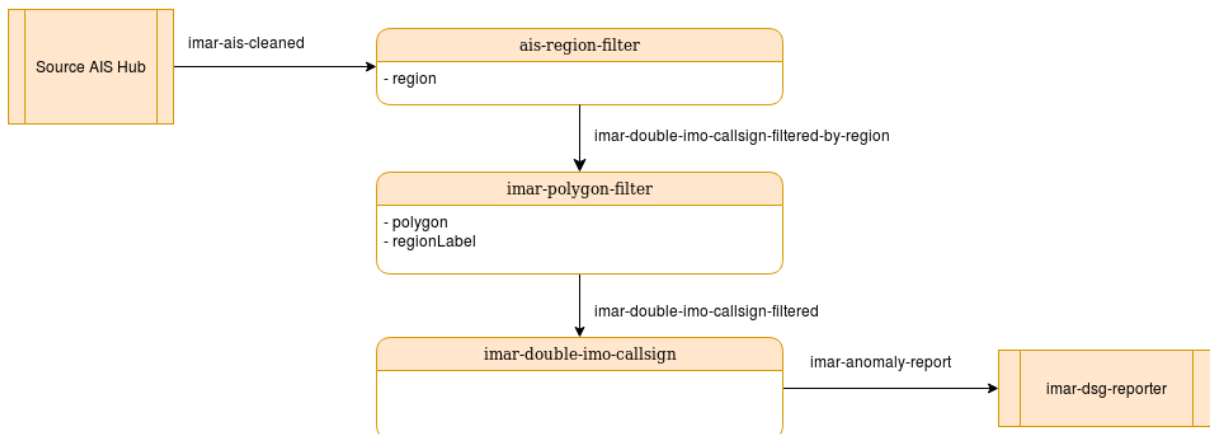 Source AIS Hub
imar-ais-cleaned
ais-region-filter
- region
imar-double-imo-callsign-filtered-by-region
imar-polygon-filter
- polygon
- regionLabel
imar-double-imo-callsign-filtered
imar-double-imo-callsign
imar-anomaly-report
imar-dsg-reporter